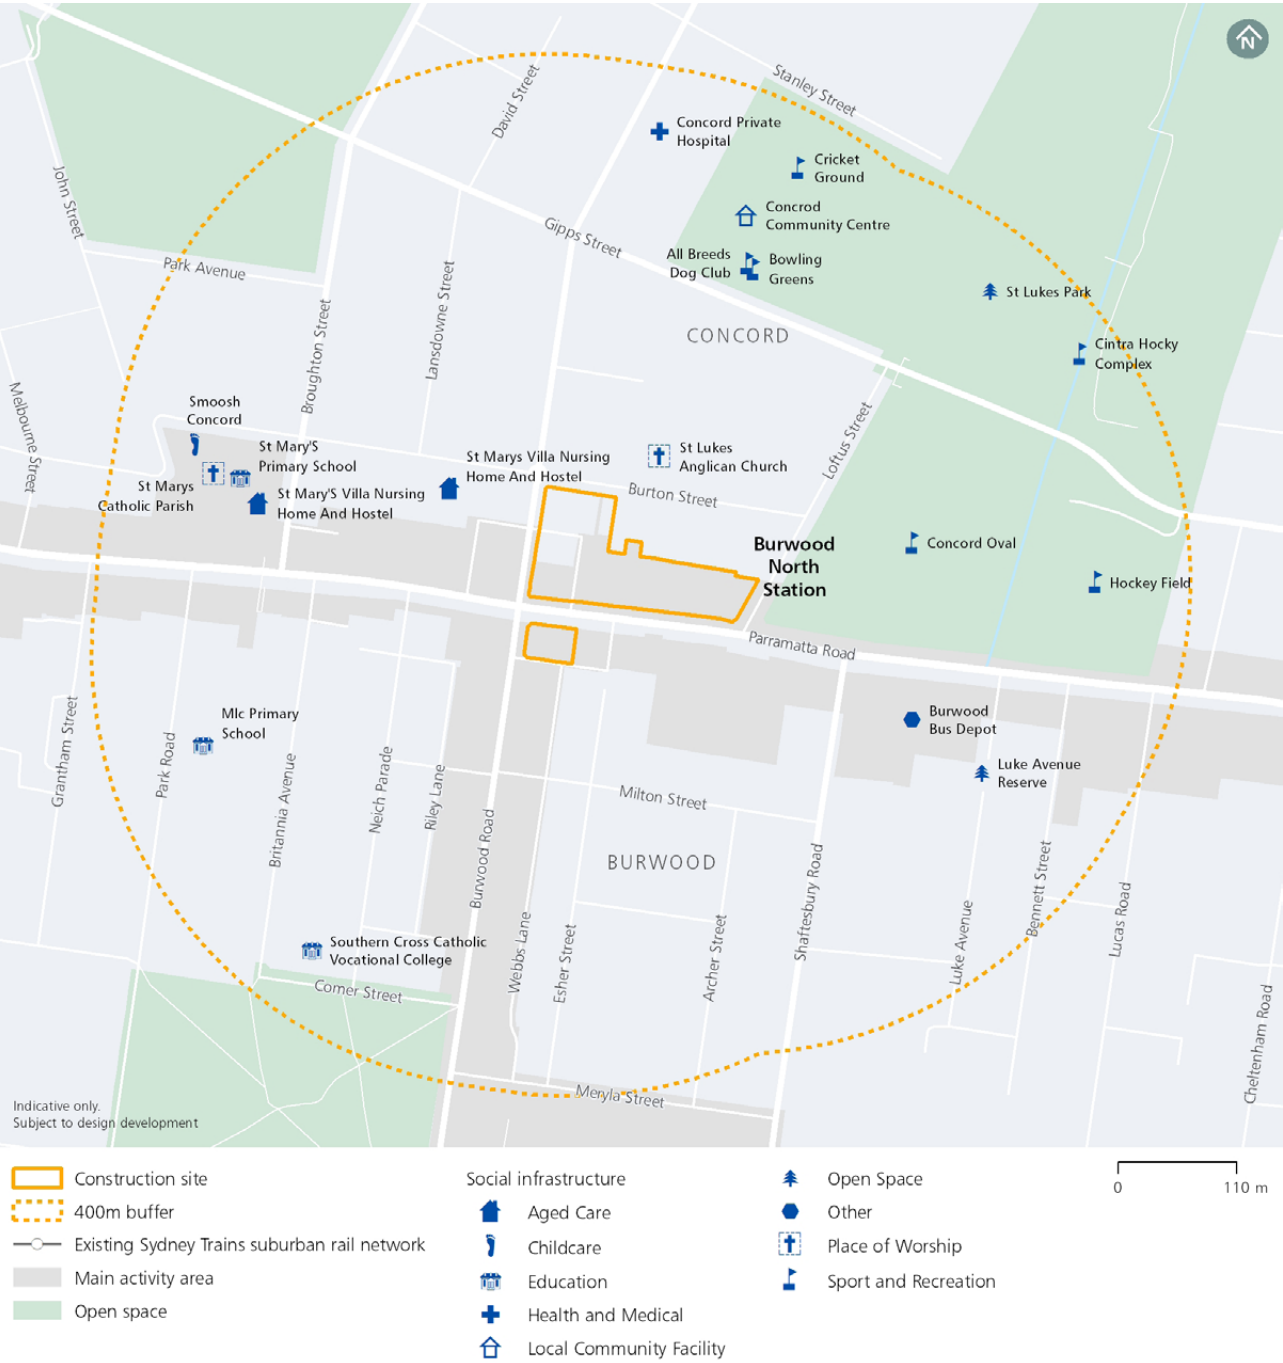 N
Stanley Street
David Street
Concord Private
Hospital
Cricket
Ground
John Street
Concrod
Community Centre
Gipps Street
All Breeds
Dog Club
Bowling
Greens
Park Avenue
St Lukes Park
Lansdowne Street
Broughton Street
CONCORD
Cintra Hocky
Complex
Melbourne Street
Smoosh
Concord
St Mary'S
Primary School
St Marys Villa Nursing
Home And Hostel
St Lukes
Anglican Church
Loftus Street
St Marys
Catholic Parish
St Mary'S Villa Nursing
Home And Hostel
Burton Street
Burwood
North
Station
Concord Oval
Hockey Field
Parramatta Road
Mlc Primary
School
Burwood
Bus Depot
Luke Avenue
Reserve
Grantham Street
Park Road
Britannia Avenue
Neich Parade
Riley Lane
Burwood Road
Milton Street
BURWOOD
Shaftesbury Road
Bennett Street
Lucas Road
Luke Avenue
Southern Cross Catholic
Vocational College
Webbs Lane
Esher Street
Archer Street
Comer Street
Cheltenham Road
Meryla Street
Indicative only.
Subject to design development
Construction site
400m buffer
Existing Sydney Trains suburban rail network
Main activity area
Open space
Social infrastructure
Aged Care
Childcare
Education
Health and Medical
Local Community Facility
Open Space
Other
Place of Worship
Sport and Recreation
0 110 m